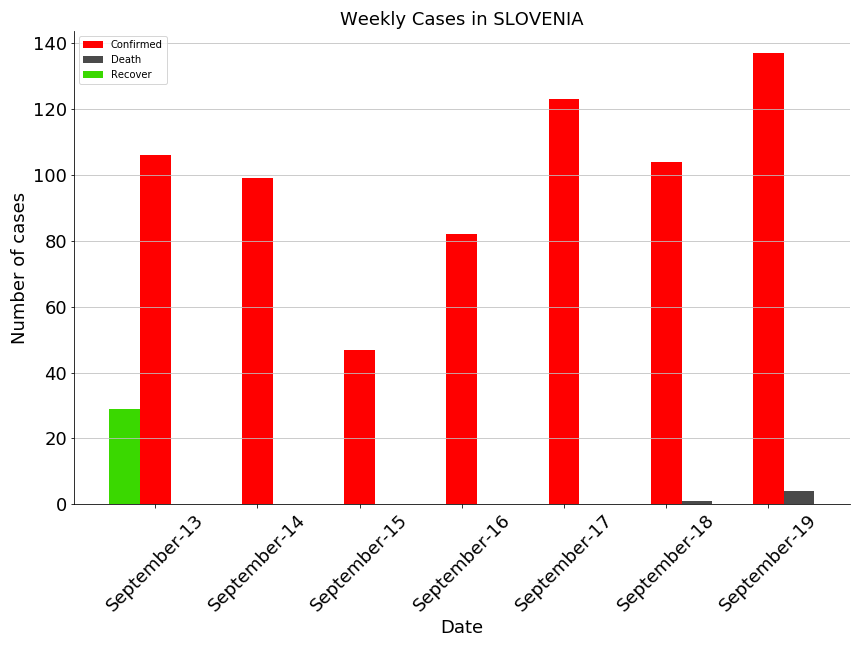 Weekly Cases in SLOVENIA
Confirmed
Death
Recover
Number of cases
140
120
100
80
60
40
20
0
September-13
September-14
September-15
September-16
September-17
September-18
September-19
Date